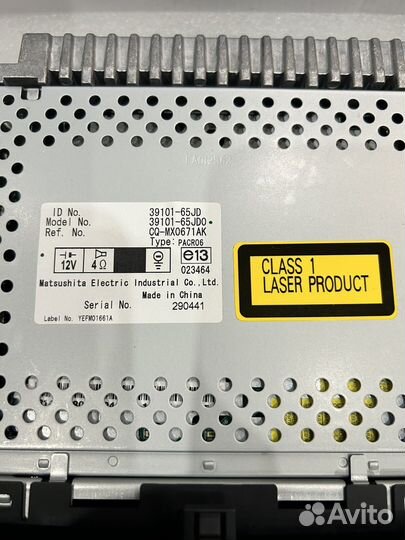 ID No. 39101-65JD
Model No. 39101-65JD0
Ref. No. CQ-MX0671AK
Type: PACR06
12V 4Ω e13
023464
Matsushita Electric Industrial Co.,Ltd.
Made in China
Serial No. 290441
Label No. YEFM01661A
CLASS 1
LASER PRODUCT
Avito